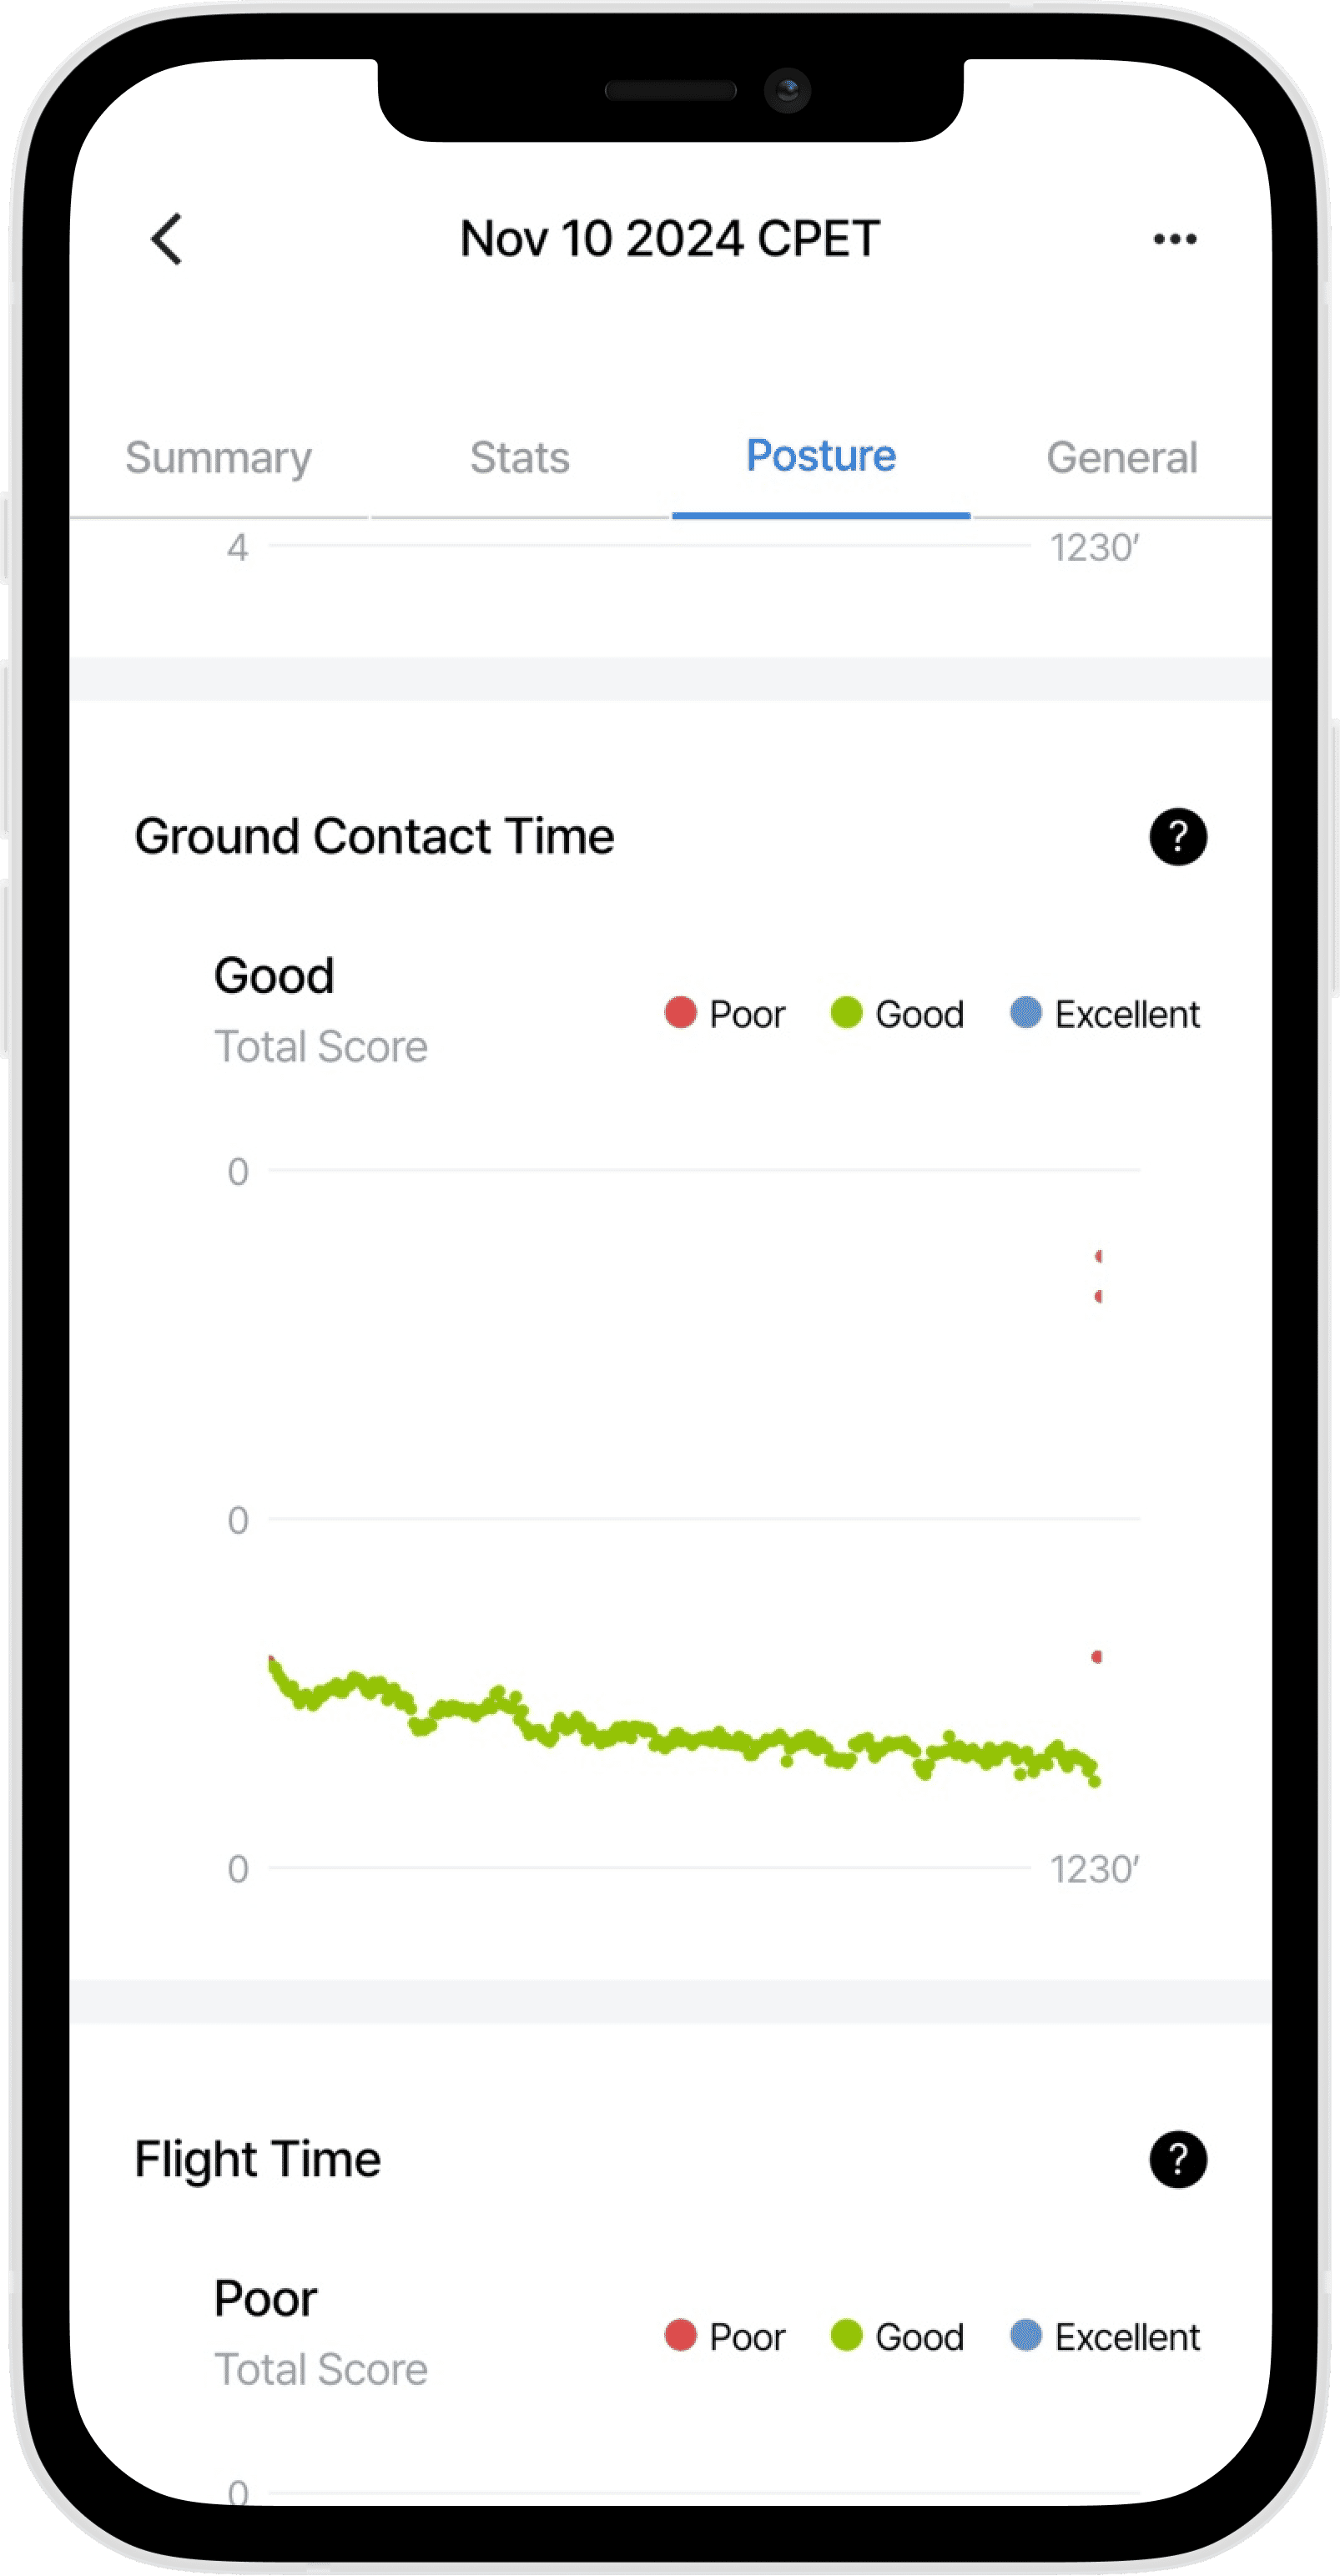 Nov 10 2024 CPET
Summary Stats Posture General
4 1230′
Ground Contact Time ?
Good
Total Score
Poor Good Excellent
0
0
0 1230′
Flight Time ?
Poor
Total Score
Poor Good Excellent
0